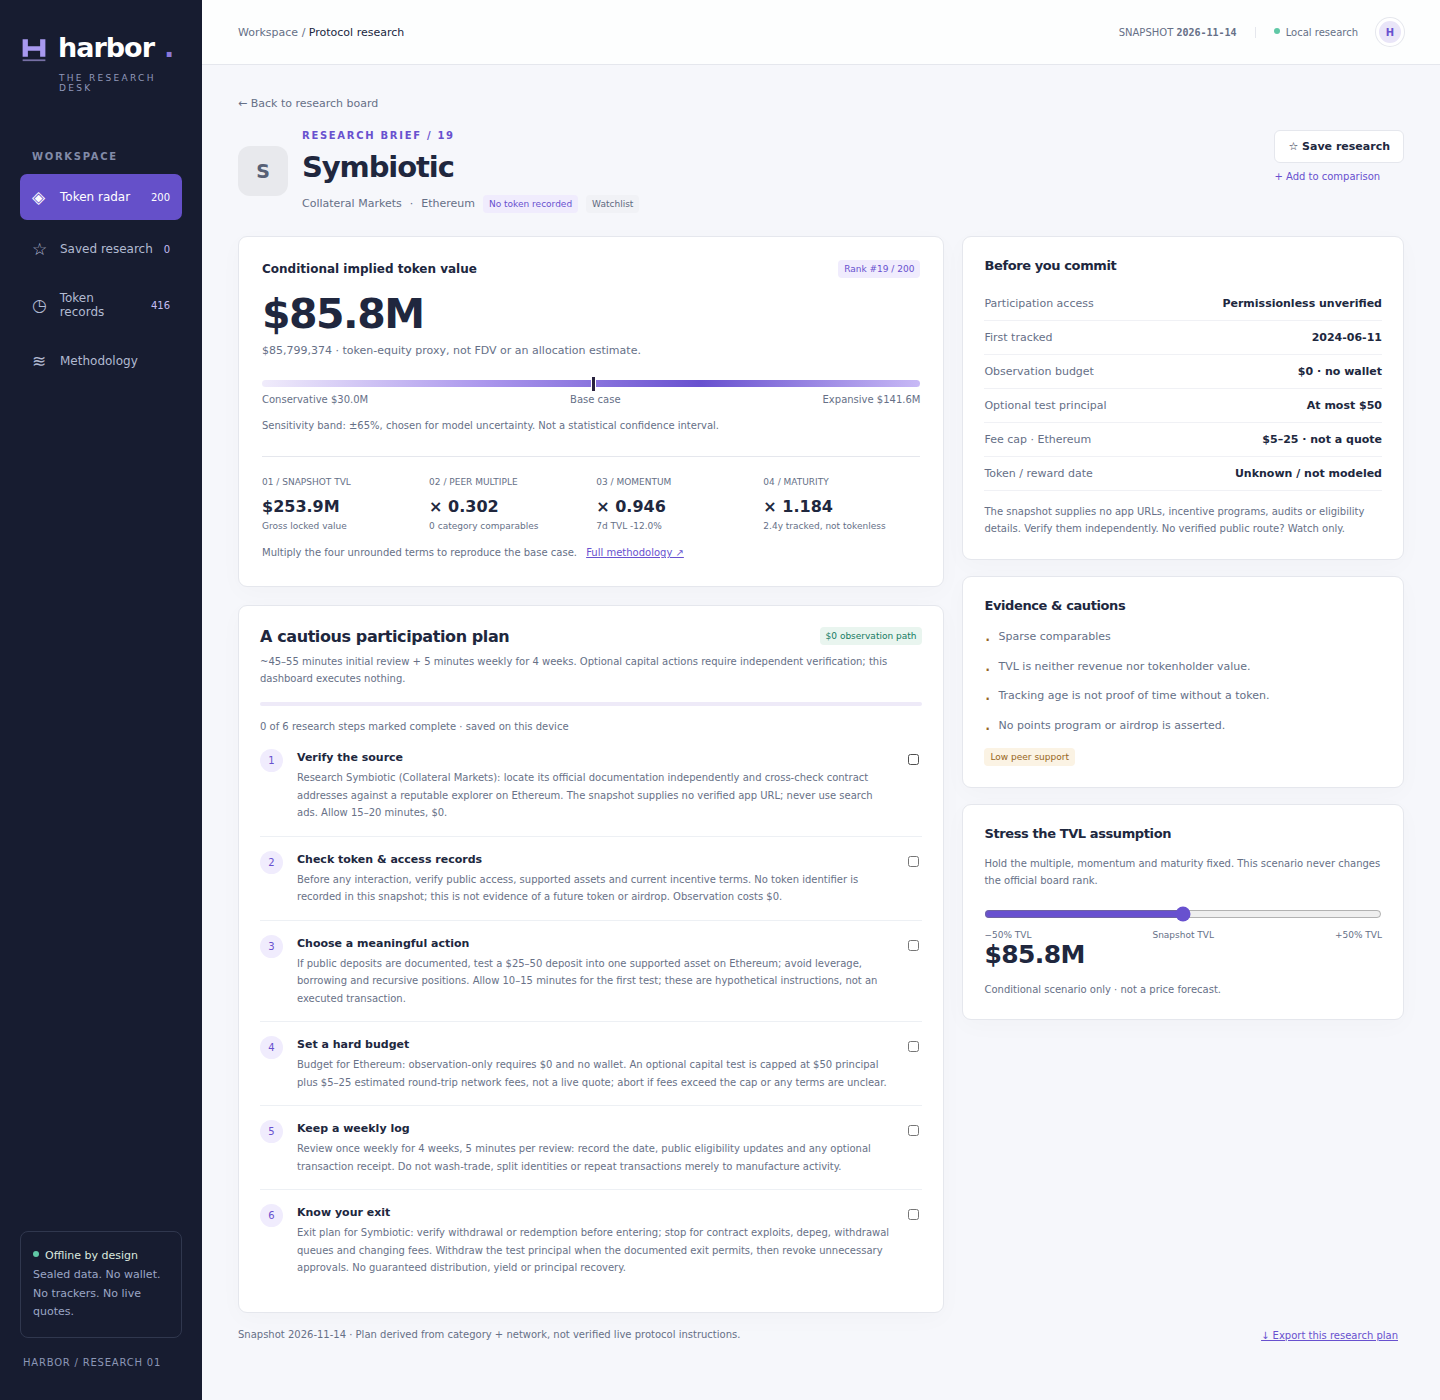 harbor .
THE RESEARCH
DESK
WORKSPACE
Token radar 200
Saved research 0
Token
records 416
Methodology
Offline by design
Sealed data. No wallet.
No trackers. No live
quotes.
HARBOR / RESEARCH 01
Workspace / Protocol research
SNAPSHOT 2026-11-14
Local research
H
← Back to research board
S
RESEARCH BRIEF / 19
Symbiotic
Collateral Markets · Ethereum No token recorded Watchlist
☆ Save research
+ Add to comparison
Conditional implied token value
Rank #19 / 200
$85.8M
$85,799,374 · token-equity proxy, not FDV or an allocation estimate.
Conservative $30.0M Base case Expansive $141.6M
Sensitivity band: ±65%, chosen for model uncertainty. Not a statistical confidence interval.
01 / SNAPSHOT TVL 02 / PEER MULTIPLE 03 / MOMENTUM 04 / MATURITY
$253.9M × 0.302 × 0.946 × 1.184
Gross locked value 0 category comparables 7d TVL -12.0% 2.4y tracked, not tokenless
Multiply the four unrounded terms to reproduce the base case. Full methodology ↗
A cautious participation plan
$0 observation path
~45–55 minutes initial review + 5 minutes weekly for 4 weeks. Optional capital actions require independent verification; this
dashboard executes nothing.
0 of 6 research steps marked complete · saved on this device
1 Verify the source
Research Symbiotic (Collateral Markets): locate its official documentation independently and cross-check contract
addresses against a reputable explorer on Ethereum. The snapshot supplies no verified app URL; never use search
ads. Allow 15–20 minutes, $0.
2 Check token & access records
Before any interaction, verify public access, supported assets and current incentive terms. No token identifier is
recorded in this snapshot; this is not evidence of a future token or airdrop. Observation costs $0.
3 Choose a meaningful action
If public deposits are documented, test a $25–50 deposit into one supported asset on Ethereum; avoid leverage,
borrowing and recursive positions. Allow 10–15 minutes for the first test; these are hypothetical instructions, not an
executed transaction.
4 Set a hard budget
Budget for Ethereum: observation-only requires $0 and no wallet. An optional capital test is capped at $50 principal
plus $5–25 estimated round-trip network fees, not a live quote; abort if fees exceed the cap or any terms are unclear.
5 Keep a weekly log
Review once weekly for 4 weeks, 5 minutes per review: record the date, public eligibility updates and any optional
transaction receipt. Do not wash-trade, split identities or repeat transactions merely to manufacture activity.
6 Know your exit
Exit plan for Symbiotic: verify withdrawal or redemption before entering; stop for contract exploits, depeg, withdrawal
queues and changing fees. Withdraw the test principal when the documented exit permits, then revoke unnecessary
approvals. No guaranteed distribution, yield or principal recovery.
Before you commit
Participation access Permissionless unverified
First tracked 2024-06-11
Observation budget $0 · no wallet
Optional test principal At most $50
Fee cap · Ethereum $5–25 · not a quote
Token / reward date Unknown / not modeled
The snapshot supplies no app URLs, incentive programs, audits or eligibility
details. Verify them independently. No verified public route? Watch only.
Evidence & cautions
Sparse comparables
TVL is neither revenue nor tokenholder value.
Tracking age is not proof of time without a token.
No points program or airdrop is asserted.
Low peer support
Stress the TVL assumption
Hold the multiple, momentum and maturity fixed. This scenario never changes
the official board rank.
−50% TVL Snapshot TVL +50% TVL
$85.8M
Conditional scenario only · not a price forecast.
Snapshot 2026-11-14 · Plan derived from category + network, not verified live protocol instructions.
↓ Export this research plan